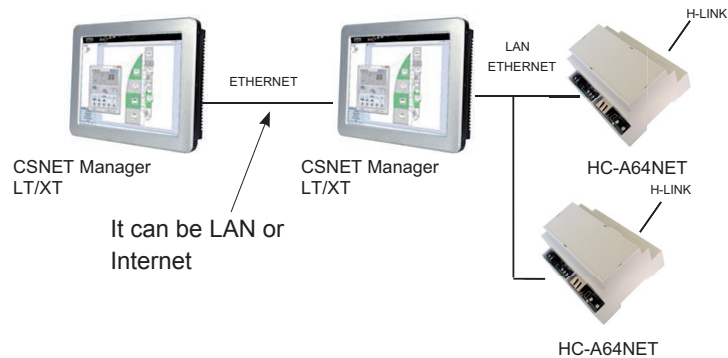 H-LINK
LAN
ETHERNET
ETHERNET
CSNET Manager
LT/XT
CSNET Manager
LT/XT
HC-A64NET
H-LINK
It can be LAN or
Internet
HC-A64NET